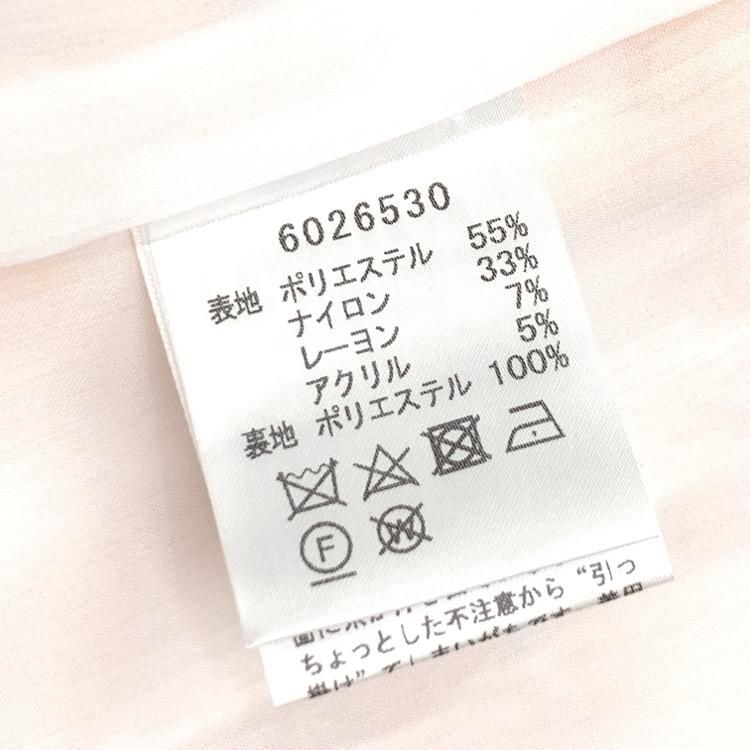 6026530
表地 ポリエステル 55%
ナイロン 33%
レーヨン 7%
アクリル 5%
裏地 ポリエステル 100%
F
W
ちょっとした不注意から“引っ